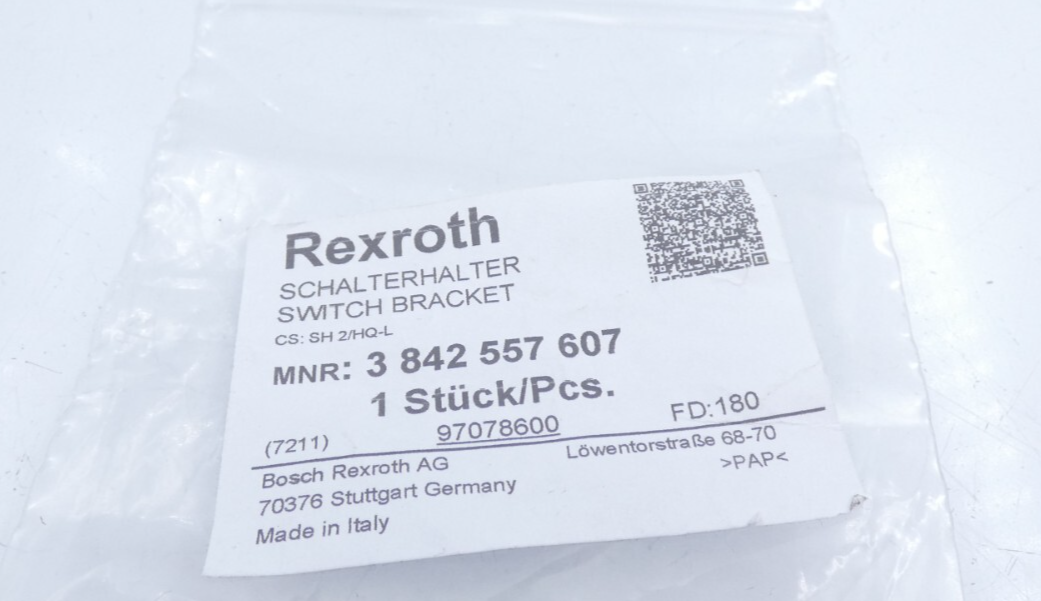 Rexroth
SCHALTERHALTER
SWITCH BRACKET
CS: SH 2/HQ-L
MNR: 3 842 557 607
1 Stück/Pcs.
(7211) 97078600 FD:180
Bosch Rexroth AG Löwentorstraße 68-70
70376 Stuttgart Germany >PAP<
Made in Italy